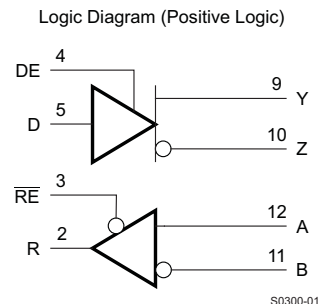 Logic Diagram (Positive Logic)
4
DE
5
D
9
Y
10
Z
3
RE
2
R
12
A
11
B
S0300-01